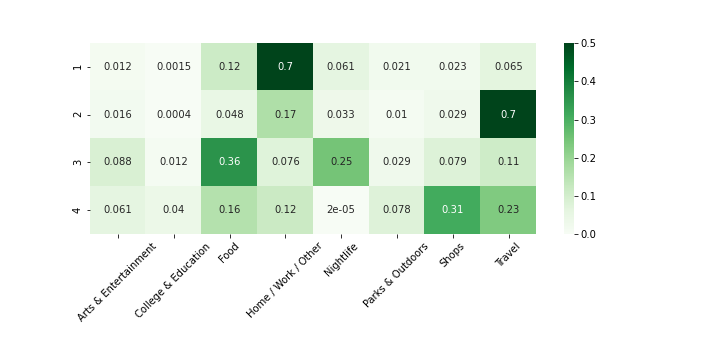 1 0.012 0.0015 0.12 0.7 0.061 0.021 0.023 0.065
2 0.016 0.0004 0.048 0.17 0.033 0.01 0.029 0.7
3 0.088 0.012 0.36 0.076 0.25 0.029 0.079 0.11
4 0.061 0.04 0.16 0.12 2e-05 0.078 0.31 0.23
Arts & Entertainment
College & Education
Food
Home / Work / Other
Nightlife
Parks & Outdoors
Shops
Travel
0.5
0.4
0.3
0.2
0.1
0.0